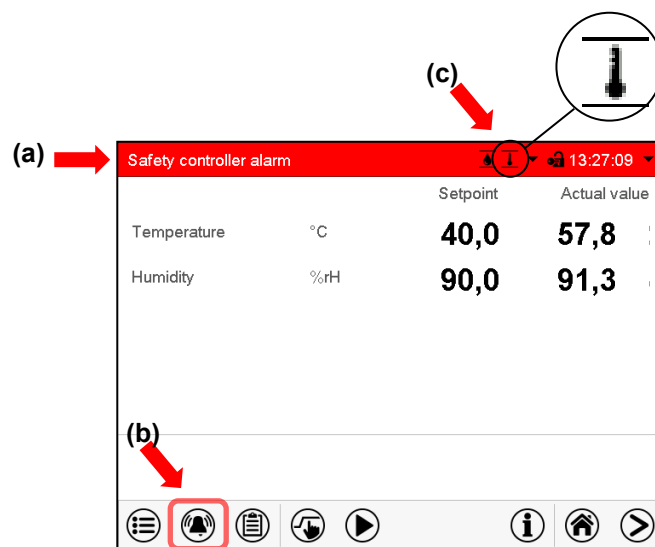 (c)
(a)
Safety controller alarm 13:27:09
Setpoint Actual value
Temperature °C 40,0 57,8
Humidity %rH 90,0 91,3
(b)
i